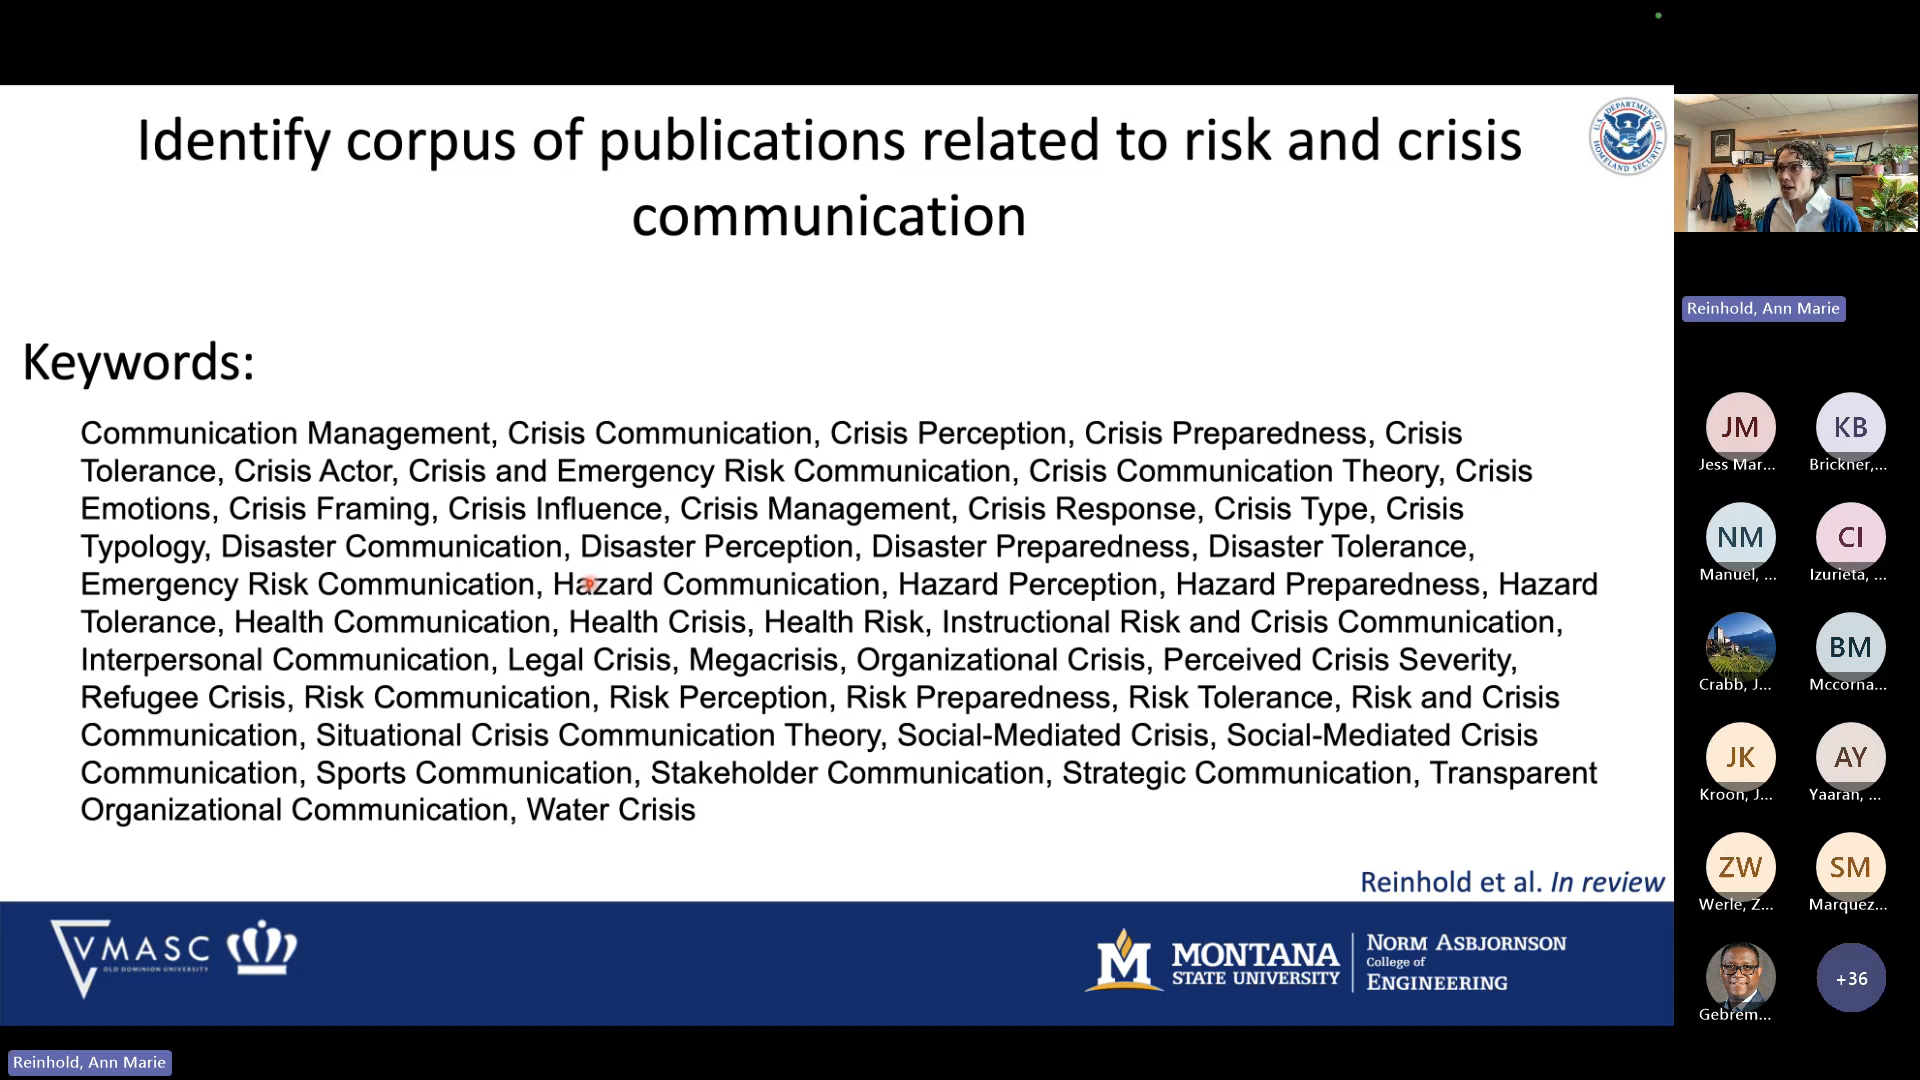 Identify corpus of publications related to risk and crisis
communication
U.S. DEPARTMENT OF
HOMELAND SECURITY
Keywords:
Communication Management, Crisis Communication, Crisis Perception, Crisis Preparedness, Crisis
Tolerance, Crisis Actor, Crisis and Emergency Risk Communication, Crisis Communication Theory, Crisis
Emotions, Crisis Framing, Crisis Influence, Crisis Management, Crisis Response, Crisis Type, Crisis
Typology, Disaster Communication, Disaster Perception, Disaster Preparedness, Disaster Tolerance,
Emergency Risk Communication, Hazard Communication, Hazard Perception, Hazard Preparedness, Hazard
Tolerance, Health Communication, Health Crisis, Health Risk, Instructional Risk and Crisis Communication,
Interpersonal Communication, Legal Crisis, Megacrisis, Organizational Crisis, Perceived Crisis Severity,
Refugee Crisis, Risk Communication, Risk Perception, Risk Preparedness, Risk Tolerance, Risk and Crisis
Communication, Situational Crisis Communication Theory, Social-Mediated Crisis, Social-Mediated Crisis
Communication, Sports Communication, Stakeholder Communication, Strategic Communication, Transparent
Organizational Communication, Water Crisis
Reinhold et al. In review
VMASC
OLD DOMINION UNIVERSITY
M MONTANA
STATE UNIVERSITY
NORM ASBJORNSON
College of
ENGINEERING
Reinhold, Ann Marie
Reinhold, Ann Marie
JM
Jess Mar...
KB
Brickner,...
NM
Manuel, ...
CI
Izurieta, ...
Crabb, J...
BM
Mccorna...
JK
Kroon, J...
AY
Yaaran, ...
ZW
Werle, Z...
SM
Marquez...
Gebrem...
+36